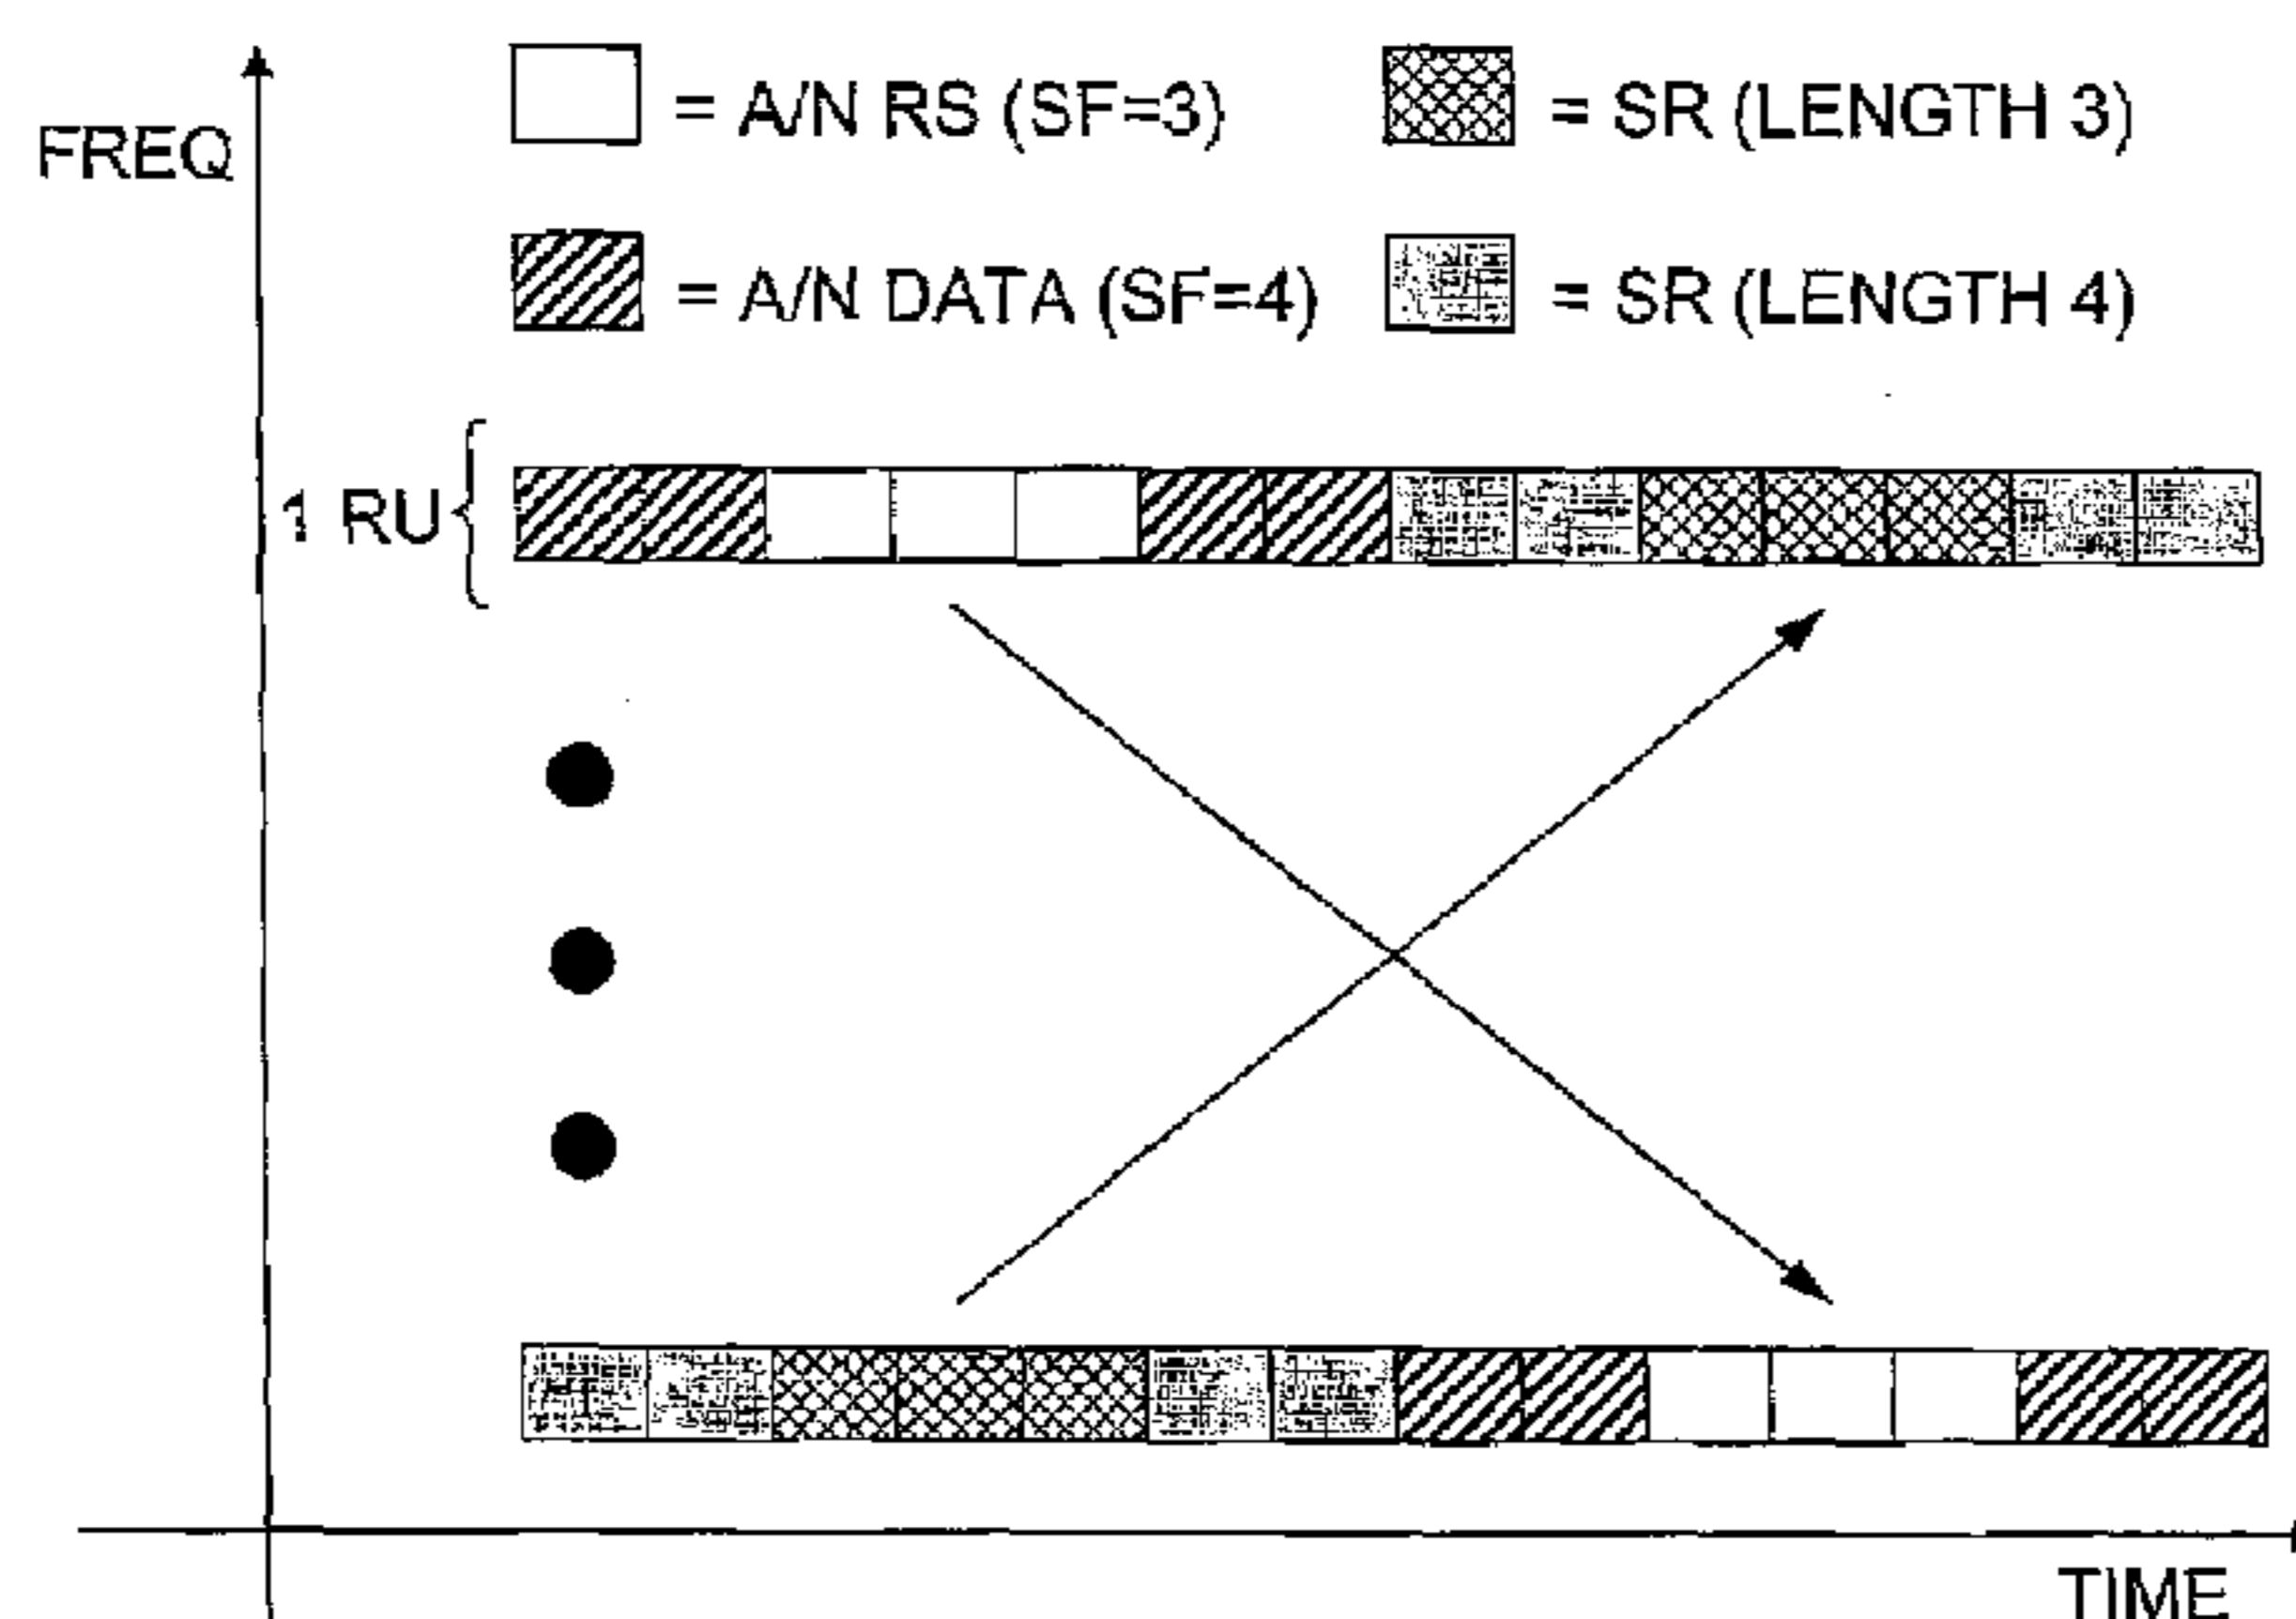 FREQ
= A/N RS (SF=3)
= SR (LENGTH 3)
= A/N DATA (SF=4)
= SR (LENGTH 4)
1 RU
TIME